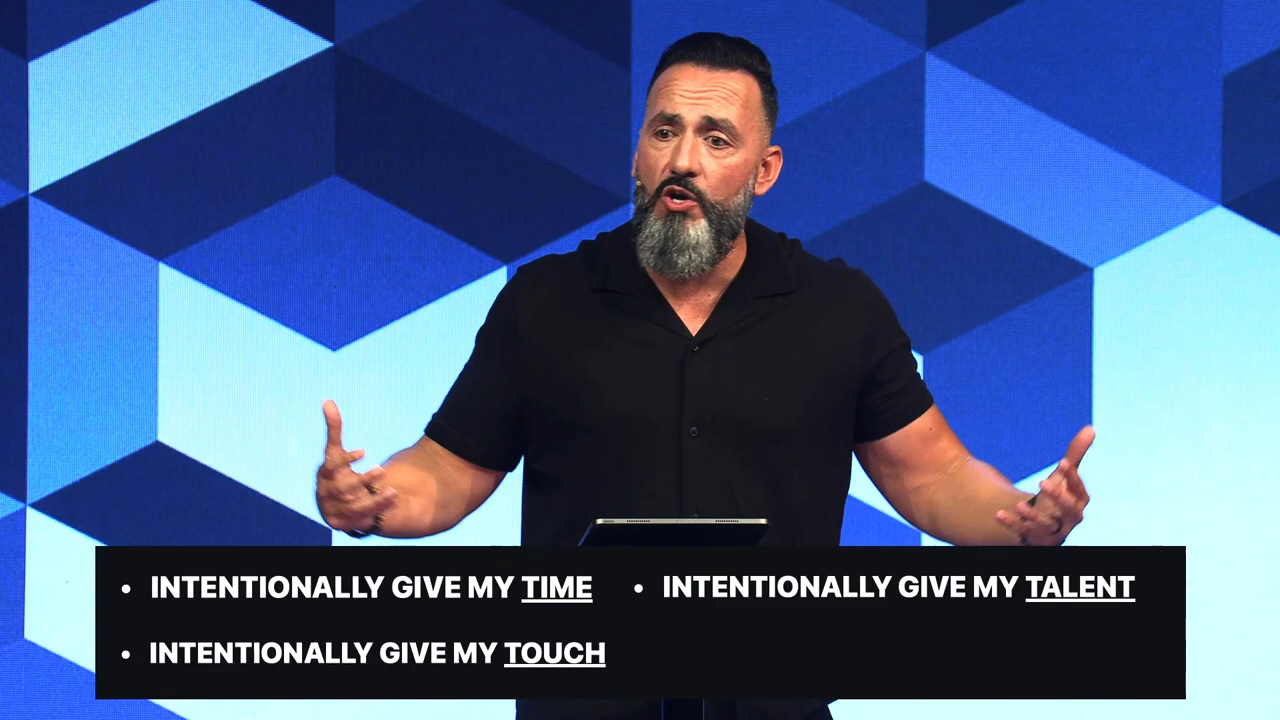 • INTENTIONALLY GIVE MY TIME
• INTENTIONALLY GIVE MY TALENT
• INTENTIONALLY GIVE MY TOUCH